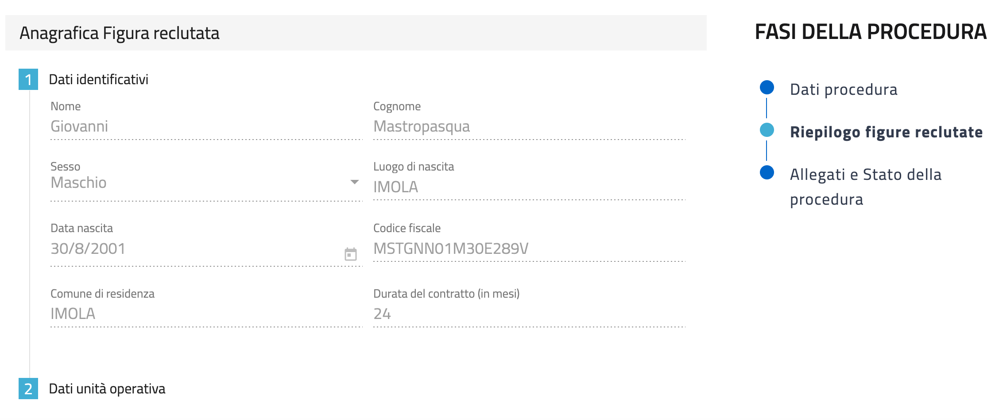 Anagrafica Figura reclutata
1 Dati identificativi
Nome
Giovanni
Cognome
Mastropasqua
Sesso
Maschio
Luogo di nascita
IMOLA
Data nascita
30/8/2001
Codice fiscale
MSTGNN01M30E289V
Comune di residenza
IMOLA
Durata del contratto (in mesi)
24
2 Dati unità operativa
FASI DELLA PROCEDURA
Dati procedura
Riepilogo figure reclutate
Allegati e Stato della
procedura